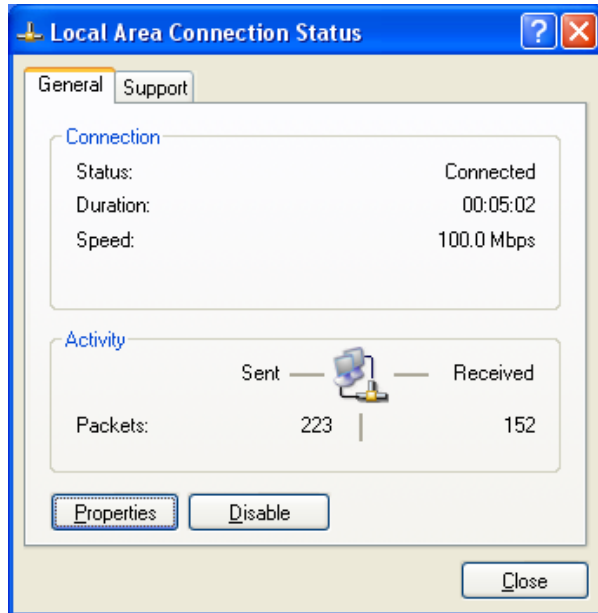 Local Area Connection Status
General Support
Connection
Status: Connected
Duration: 00:05:02
Speed: 100.0 Mbps
Activity
Sent Received
Packets: 223 152
Properties Disable
Close